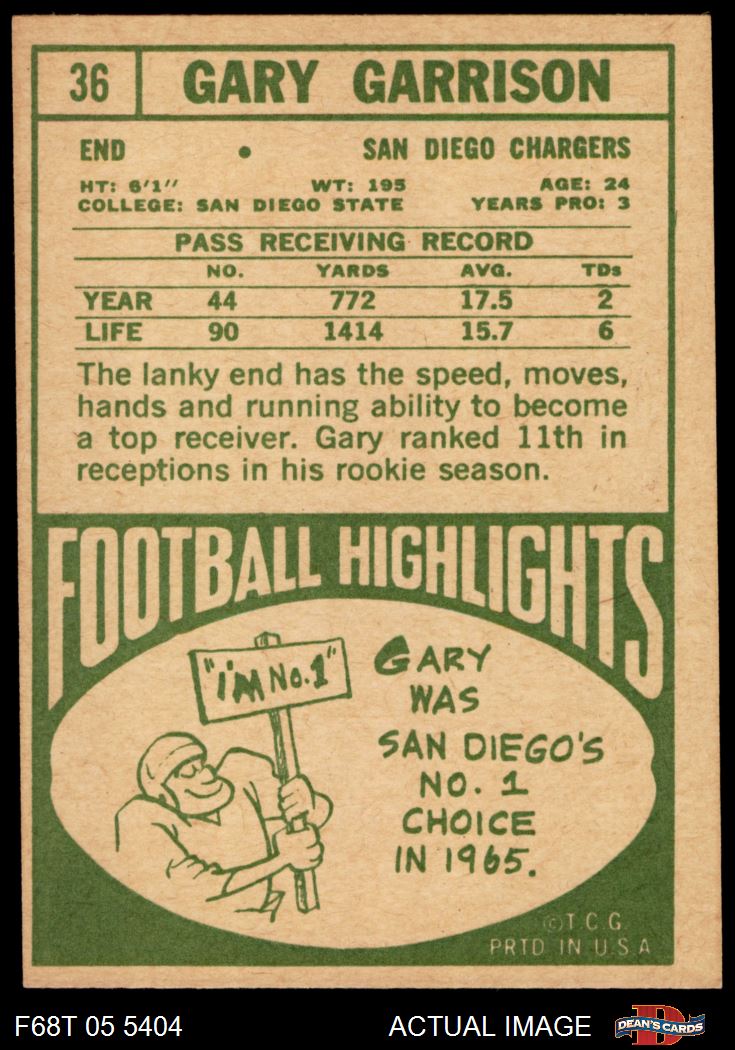 36 GARY GARRISON
END • SAN DIEGO CHARGERS
HT: 6'1" WT: 195 AGE: 24
COLLEGE: SAN DIEGO STATE YEARS PRO: 3
PASS RECEIVING RECORD
NO. YARDS AVG. TDs
YEAR 44 772 17.5 2
LIFE 90 1414 15.7 6
The lanky end has the speed, moves,
hands and running ability to become
a top receiver. Gary ranked 11th in
receptions in his rookie season.
FOOTBALL HIGHLIGHTS
"I'M No.1"
GARY
WAS
SAN DIEGO'S
NO. 1
CHOICE
IN 1965.
©T.C.G.
PRTD IN U.S.A
F68T 05 5404 ACTUAL IMAGE DEAN'S CARDS